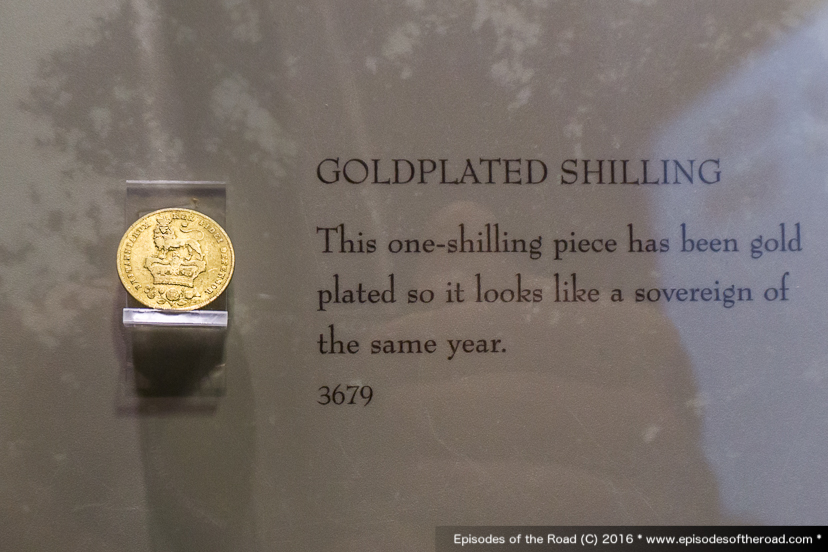 GOLDPLATED SHILLING
This one-shilling piece has been gold
plated so it looks like a sovereign of
the same year.
3679
Episodes of the Road (C) 2016 * www.episodesoftheroad.com *